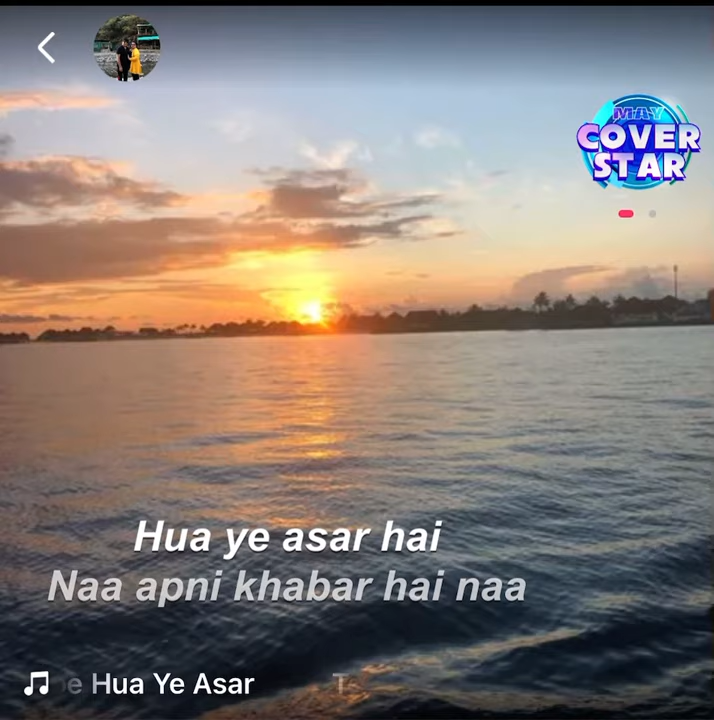 MAY
COVER
STAR
Hua ye asar hai
Naa apni khabar hai naa
e Hua Ye Asar T